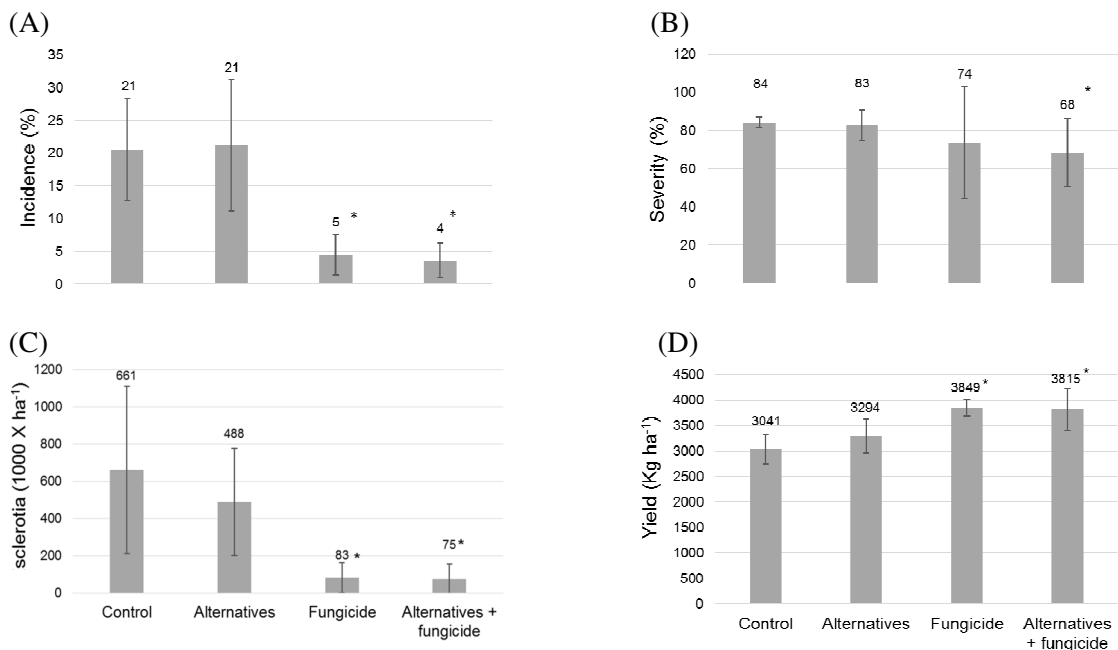 (A)
Incidence (%)
35
30
25
20
15
10
5
0
21
21
5 *
4 *
(B)
Severity (%)
120
100
80
60
40
20
0
84
83
74
68 *
(C)
sclerotia (1000 X ha⁻¹)
1200
1000
800
600
400
200
0
661
488
83 *
75 *
Control
Alternatives
Fungicide
Alternatives +
fungicide
(D)
Yield (Kg ha⁻¹)
4500
4000
3500
3000
2500
2000
1500
1000
500
0
3041
3294
3849 *
3815 *
Control
Alternatives
Fungicide
Alternatives
+ fungicide